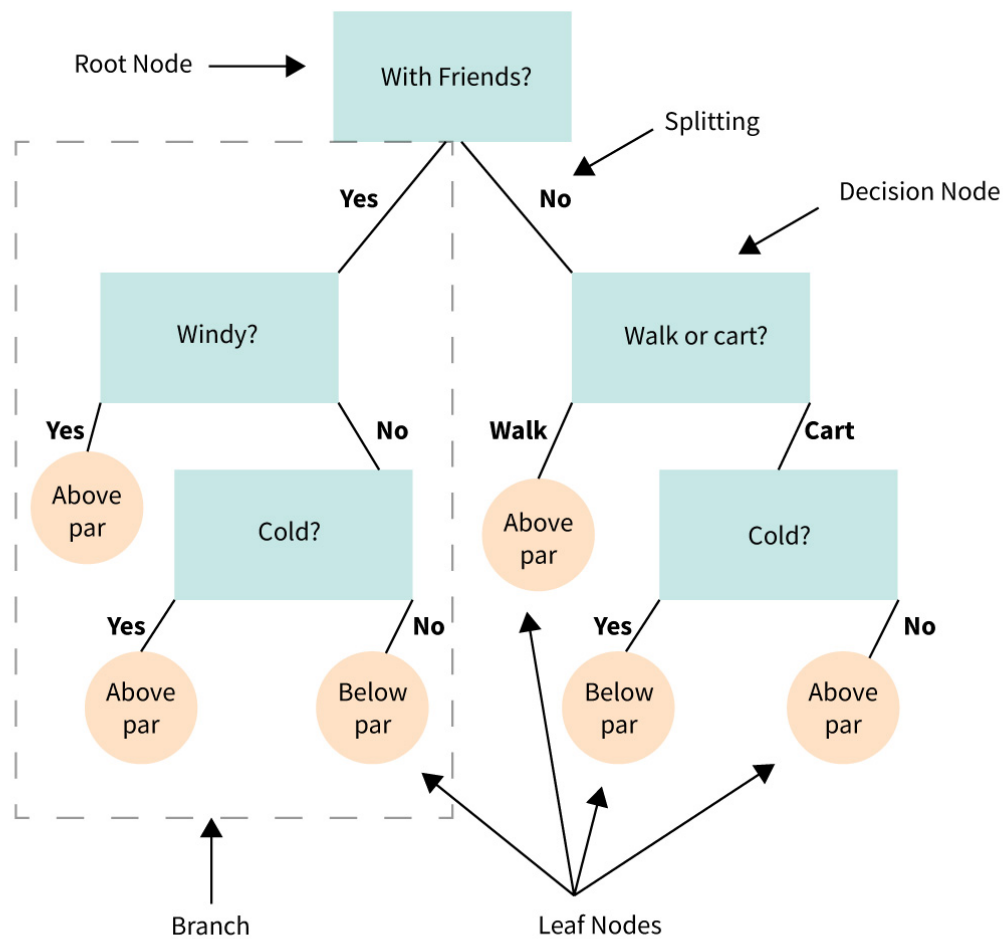 Root Node
With Friends?
Splitting
Yes
No
Decision Node
Windy?
Walk or cart?
Yes
No
Walk
Cart
Above
par
Cold?
Above
par
Cold?
Yes
No
Yes
No
Above
par
Below
par
Below
par
Above
par
Branch
Leaf Nodes